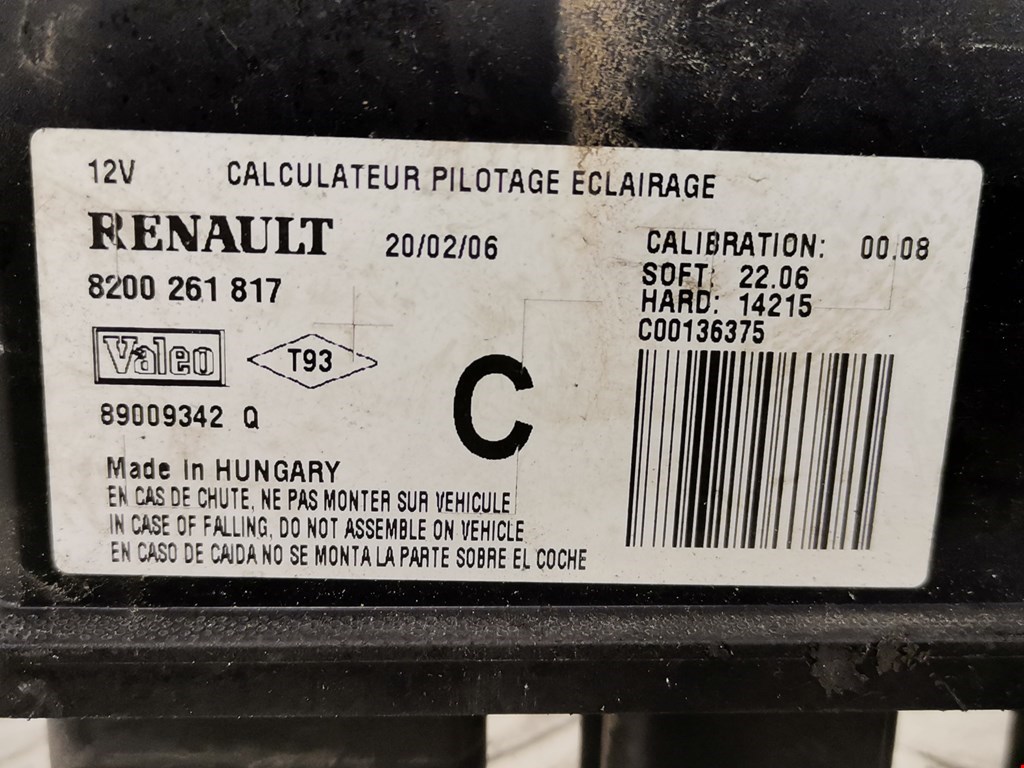 12V CALCULATEUR PILOTAGE ECLAIRAGE
RENAULT 20/02/06
8200 261 817
CALIBRATION: 00.08
SOFT: 22.06
HARD: 14215
C00136375
Valeo T93
89009342 Q
C
Made in HUNGARY
EN CAS DE CHUTE, NE PAS MONTER SUR VEHICULE
IN CASE OF FALLING, DO NOT ASSEMBLE ON VEHICLE
EN CASO DE CAIDA NO SE MONTA LA PARTE SOBRE EL COCHE